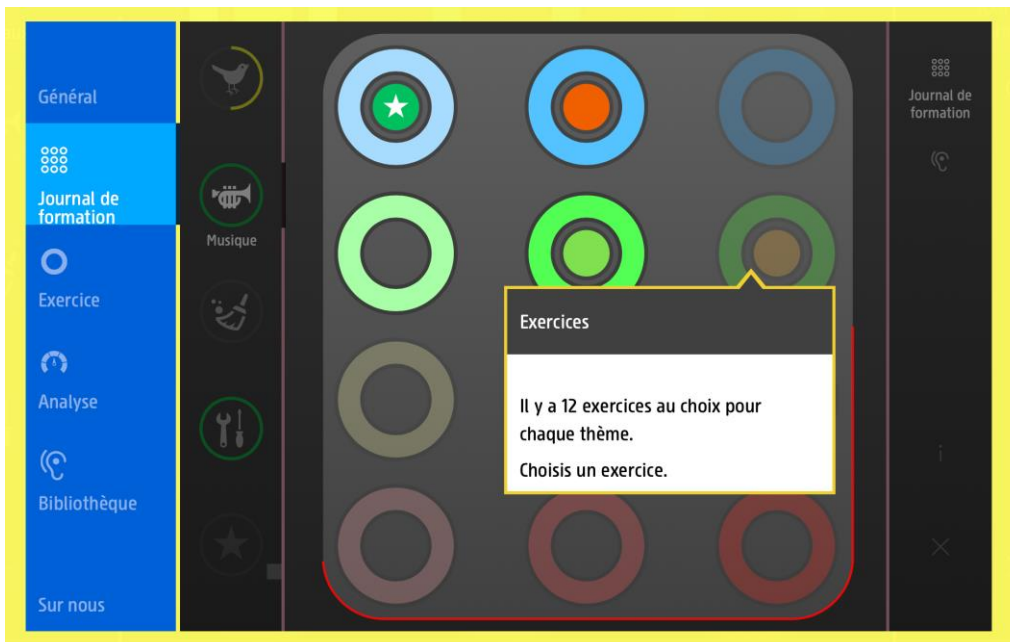 Général
Journal de
formation
Exercice
Analyse
Bibliothèque
Sur nous
Musique
Exercices
Il y a 12 exercices au choix pour
chaque thème.
Choisis un exercice.
Journal de
formation
i